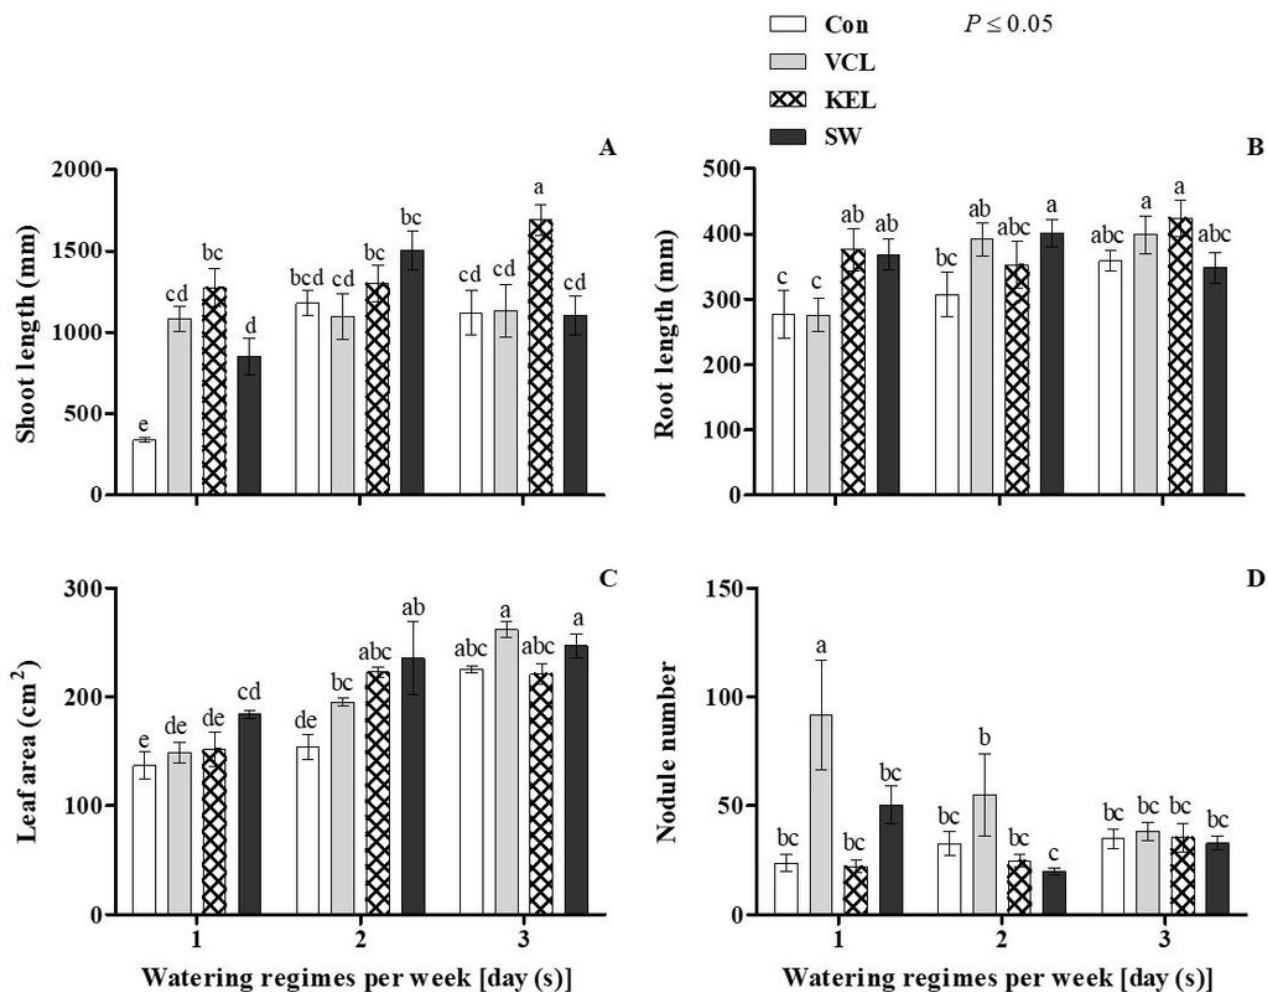 Con
P ≤ 0.05
VCL
KEL
SW
A
B
2000
1500
1000
500
0
Shoot length (mm)
e
cd
bc
d
bcd
cd
bc
bc
cd
cd
a
cd
500
400
300
200
100
0
Root length (mm)
c
c
ab
ab
bc
ab
abc
a
abc
a
a
abc
C
D
300
200
100
0
Leaf area (cm²)
e
de
de
cd
de
bc
abc
ab
abc
a
abc
a
1
2
3
Watering regimes per week [day (s)]
150
100
50
0
Nodule number
bc
a
bc
bc
bc
b
bc
c
bc
bc
bc
bc
1
2
3
Watering regimes per week [day (s)]